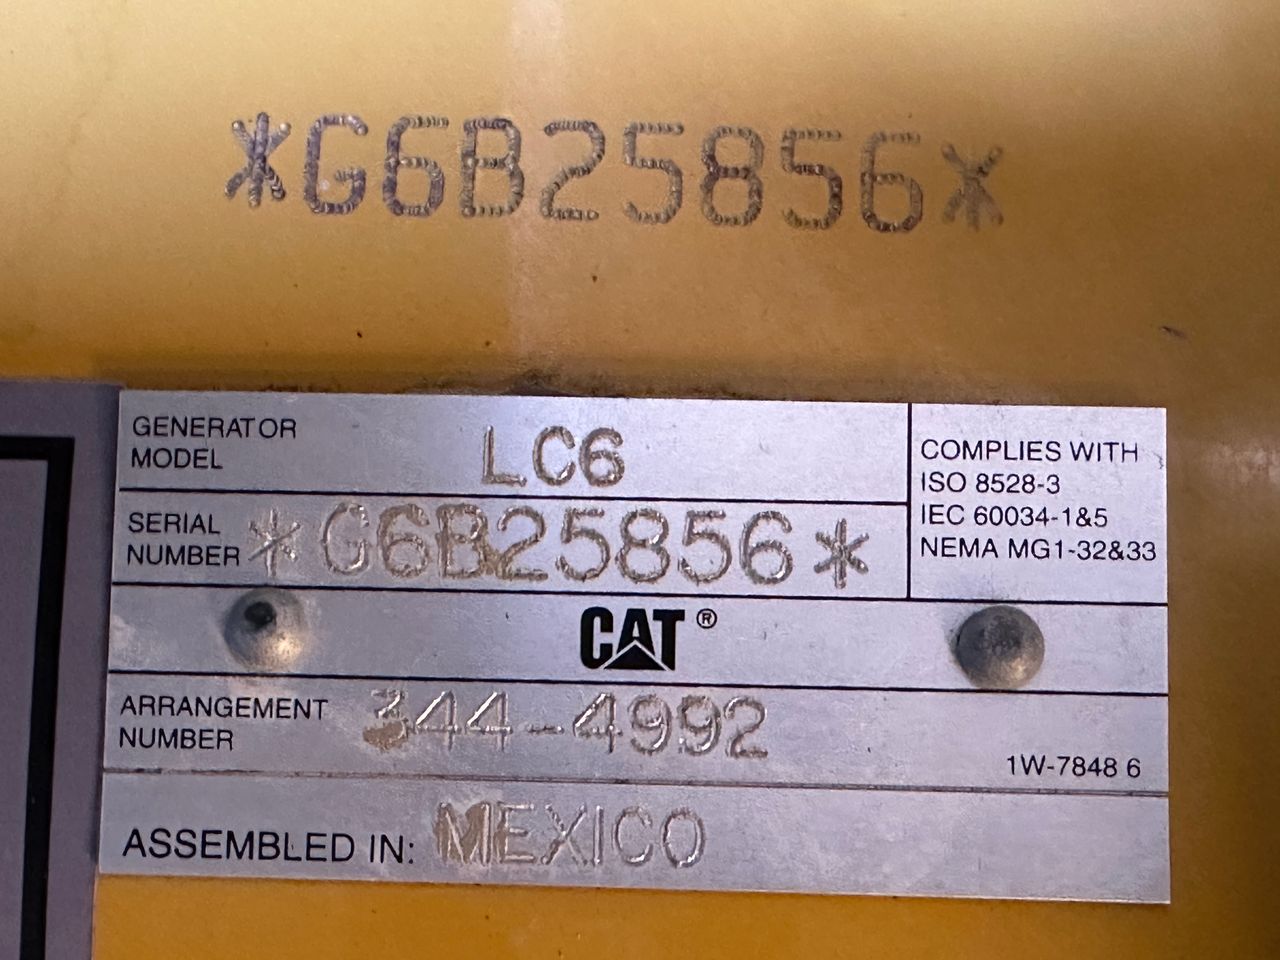 *G6B25856*
GENERATOR MODEL LC6
SERIAL NUMBER *G6B25856*
COMPLIES WITH
ISO 8528-3
IEC 60034-1&5
NEMA MG1-32&33
CAT®
ARRANGEMENT NUMBER 344-4992
1W-7848 6
ASSEMBLED IN: MEXICO